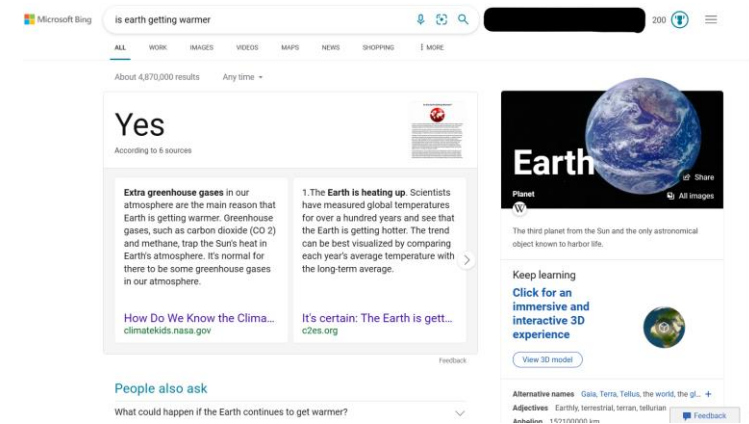 Microsoft Bing
is earth getting warmer
200
ALL WORK IMAGES VIDEOS MAPS NEWS SHOPPING MORE
About 4,870,000 results Any time
Yes
According to 6 sources
Extra greenhouse gases in our
atmosphere are the main reason that
Earth is getting warmer. Greenhouse
gases, such as carbon dioxide (CO 2)
and methane, trap the Sun's heat in
Earth's atmosphere. It's normal for
there to be some greenhouse gases
in our atmosphere.
How Do We Know the Clima...
climatekids.nasa.gov
1.The Earth is heating up. Scientists
have measured global temperatures
for over a hundred years and see that
the Earth is getting hotter. The trend
can be best visualized by comparing
each year's average temperature with
the long-term average.
It's certain: The Earth is gett...
c2es.org
Feedback
People also ask
What could happen if the Earth continues to get warmer?
Earth
Share
Planet
All images
W
The third planet from the Sun and the only astronomical
object known to harbor life.
Keep learning
Click for an
immersive and
interactive 3D
experience
View 3D model
Alternative names Gaia, Terra, Tellus, the world, the gl... +
Adjectives Earthly, terrestrial, terran, tellurian
Aphelion 152100000 km
Feedback